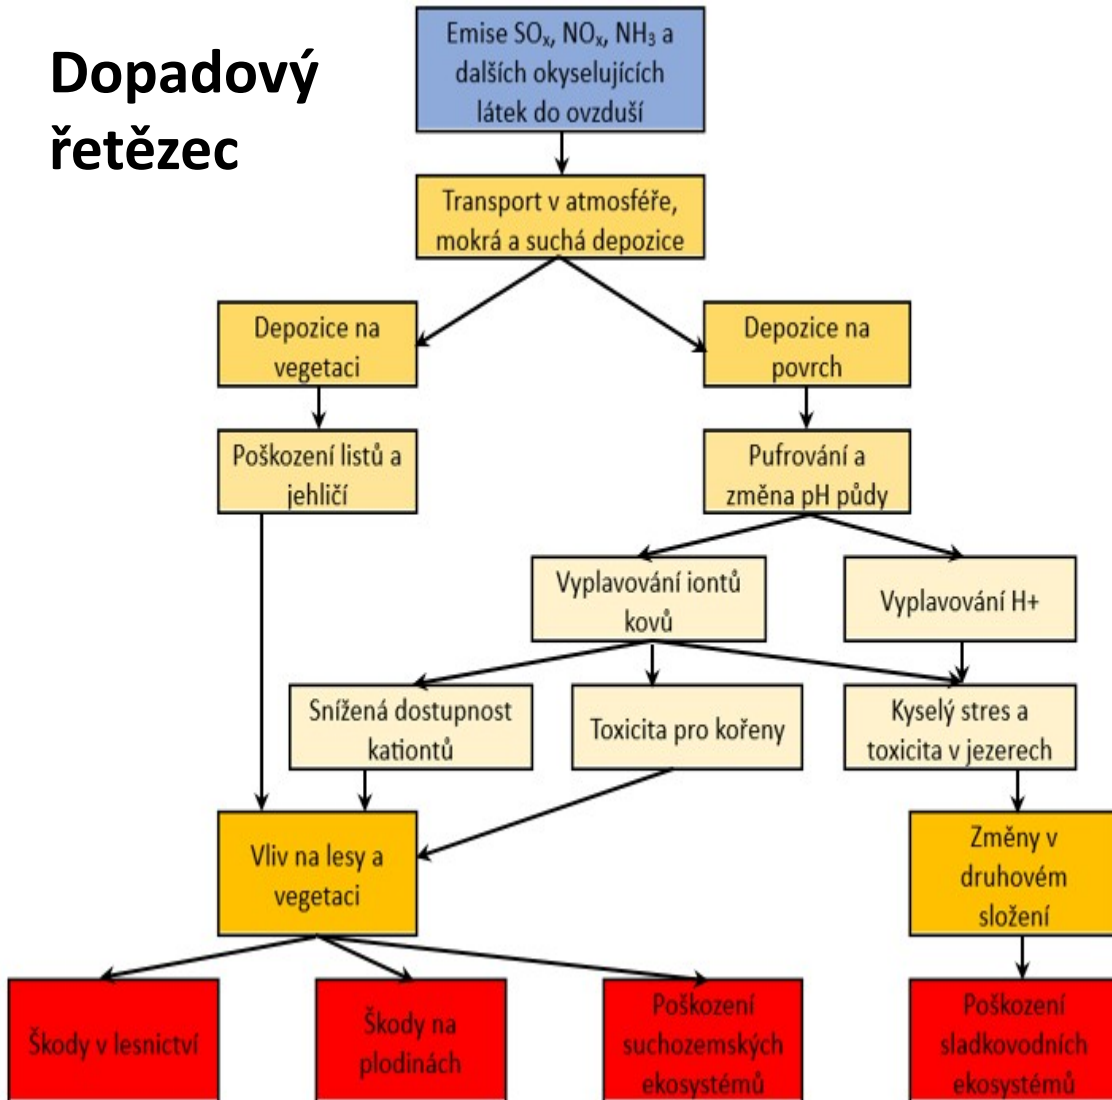 Dopadový
řetězec
Emise SOₓ, NOₓ, NH₃ a
dalších okyselujících
látek do ovzduší
Transport v atmosféře,
mokrá a suchá depozice
Depozice na
vegetaci
Depozice na
povrch
Poškození listů a
jehličí
Pufrování a
změna pH půdy
Vyplavování iontů
kovů
Vyplavování H+
Snížená dostupnost
kationtů
Toxicita pro kořeny
Kyselý stres a
toxicita v jezerech
Vliv na lesy a
vegetaci
Změny v
druhovém
složení
Škody v lesnictví
Škody na
plodinách
Poškození
suchozemských
ekosystémů
Poškození
sladkovodních
ekosystémů